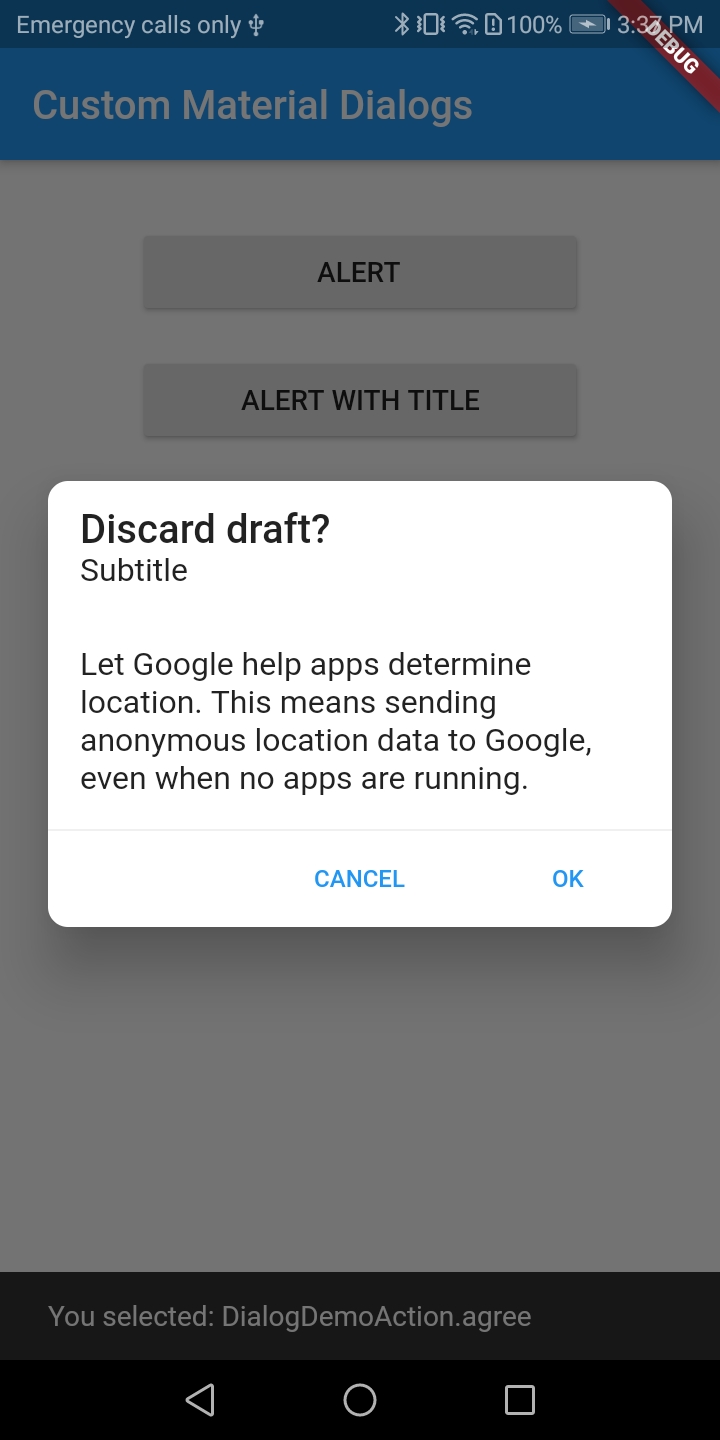 Emergency calls only
100%
3:37 PM
DEBUG
Custom Material Dialogs
ALERT
ALERT WITH TITLE
Discard draft?
Subtitle
Let Google help apps determine
location. This means sending
anonymous location data to Google,
even when no apps are running.
CANCEL OK
You selected: DialogDemoAction.agree